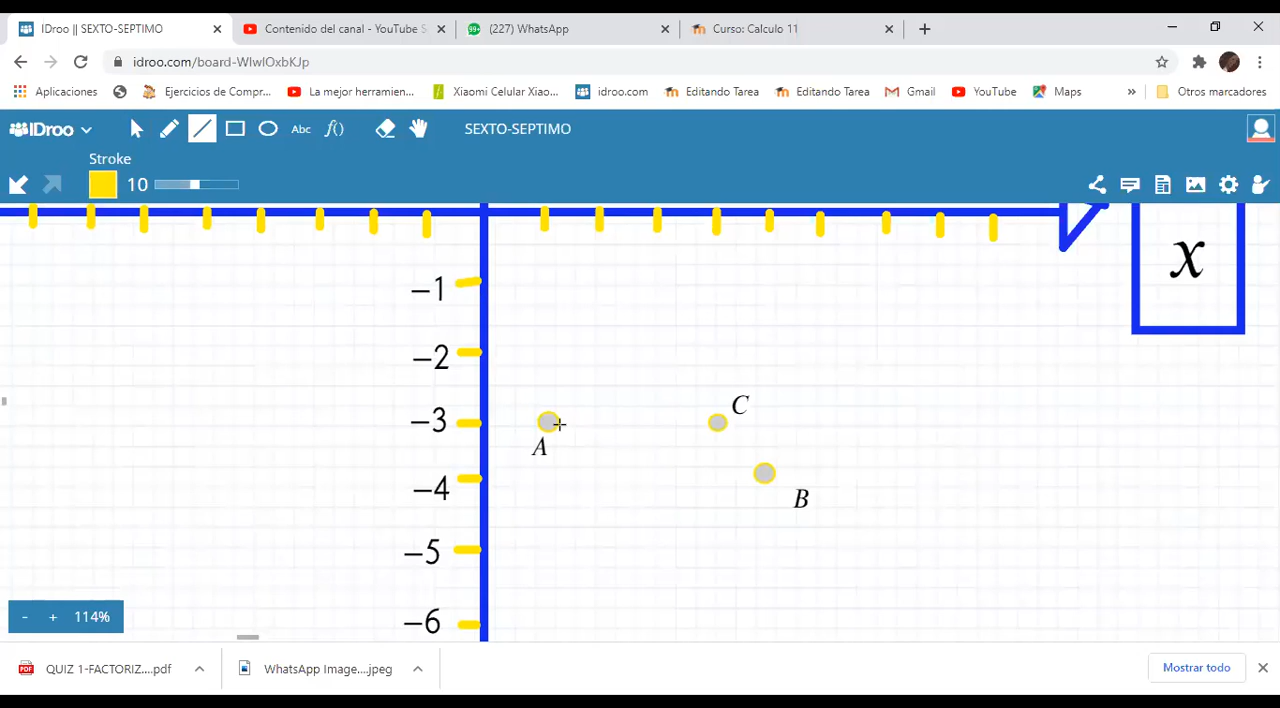 IDroo || SEXTO-SEPTIMO
Contenido del canal - YouTube S
99+ (227) WhatsApp
Curso: Calculo 11
idroo.com/board-WlwlOxbKJp
Aplicaciones
Ejercicios de Compr...
La mejor herramien...
Xiaomi Celular Xiao...
idroo.com
Editando Tarea
Editando Tarea
Gmail
YouTube
Maps
»
Otros marcadores
IDroo
Abc
f()
SEXTO-SEPTIMO
Stroke
10
x
−1
−2
C
−3
A
−4
B
−5
−6
- + 114%
PDF QUIZ 1-FACTORIZ....pdf
WhatsApp Image....jpeg
Mostrar todo